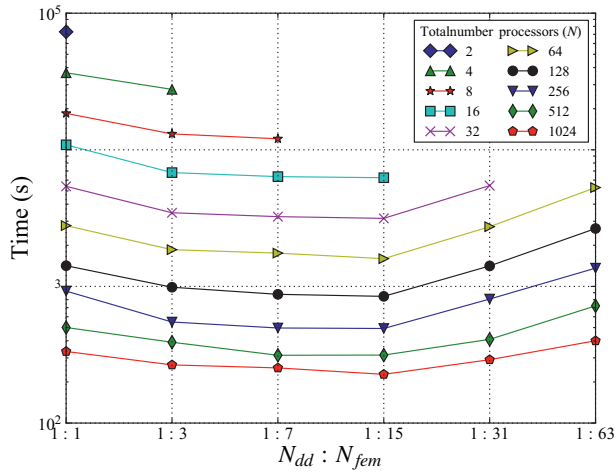 10^5
Totalnumber processors (N)
2 64
4 128
8 256
16 512
32 1024
Time (s)
3
10^2
1 : 1 1 : 3 1 : 7 1 : 15 1 : 31 1 : 63
N_dd : N_fem